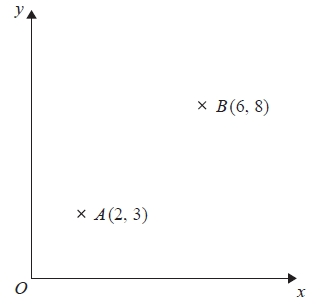 y
× B(6, 8)
× A(2, 3)
O
x